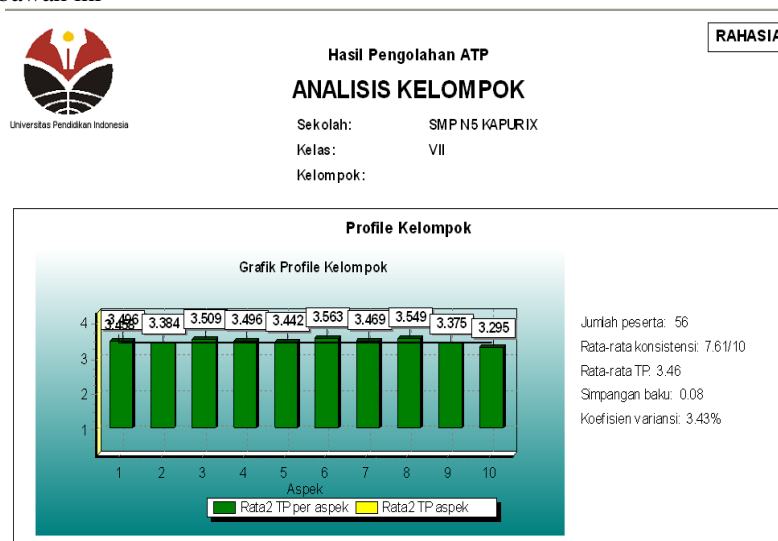 RAHASIA
Hasil Pengolahan ATP
ANALISIS KELOMPOK
Universitas Pendidikan Indonesia
Sekolah: SMP N5 KAPUR IX
Kelas: VII
Kelompok:
Profile Kelompok
Grafik Profile Kelompok
3.496 3.384 3.509 3.496 3.442 3.563 3.469 3.549 3.375 3.295
4
3
2
1
1 2 3 4 5 6 7 8 9 10
Aspek
Rata2 TP per aspek Rata2 TP aspek
Jumlah peserta: 56
Rata-rata konsistensi: 7.61/10
Rata-rata TP: 3.46
Simpangan baku: 0.08
Koefisien variansi: 3.43%